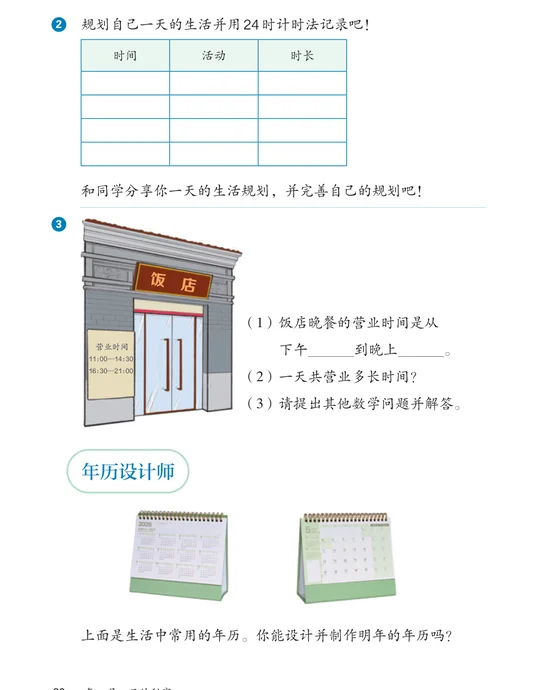 2 规划自己一天的生活并用24时计时法记录吧！
时间 活动 时长
和同学分享你一天的生活规划，并完善自己的规划吧！
3
饭店
营业时间
11:00—14:30
16:30—21:00
（1）饭店晚餐的营业时间是从
下午______到晚上______。
（2）一天共营业多长时间？
（3）请提出其他数学问题并解答。
年历设计师
2025
5
上面是生活中常用的年历。你能设计并制作明年的年历吗？